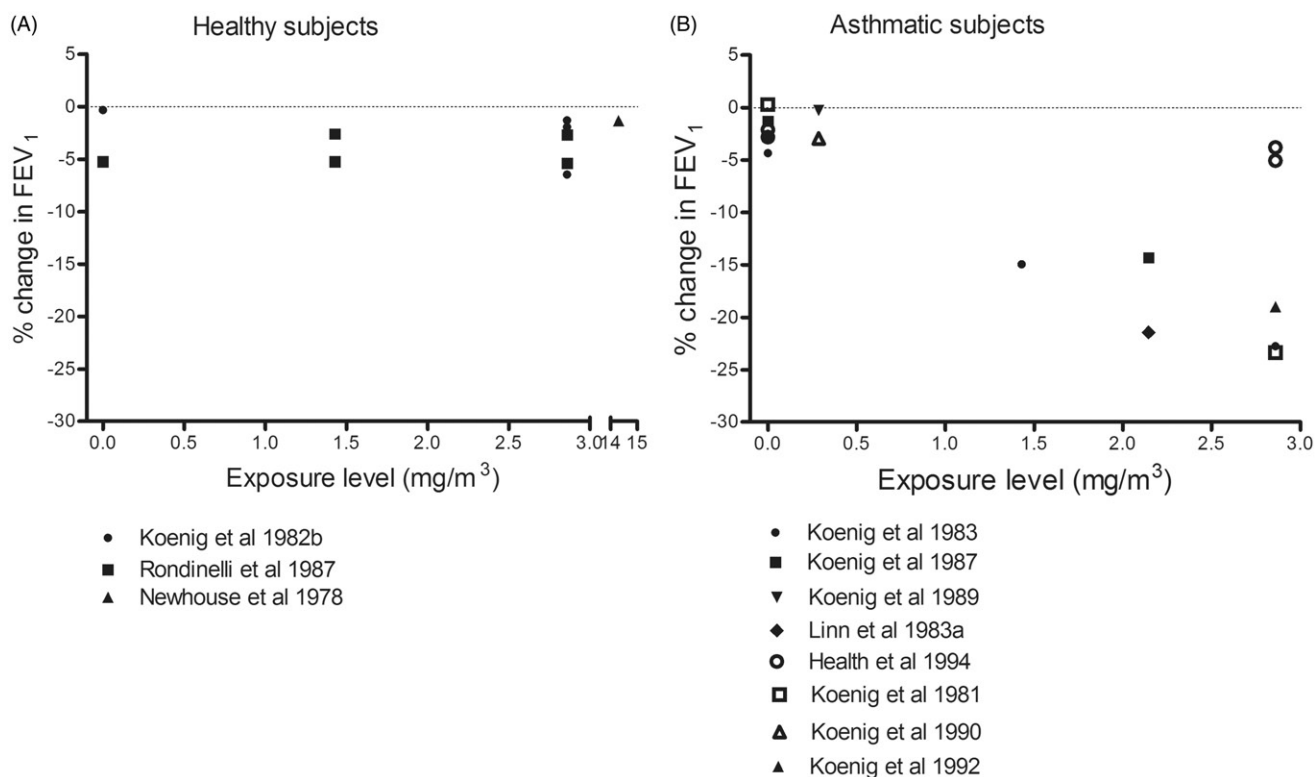 (A)
Healthy subjects
% change in FEV1
5
0
-5
-10
-15
-20
-25
-30
0.0 0.5 1.0 1.5 2.0 2.5 3.0 14 15
Exposure level (mg/m3)
Koenig et al 1982b
Rondinelli et al 1987
Newhouse et al 1978
(B)
Asthmatic subjects
% change in FEV1
5
0
-5
-10
-15
-20
-25
-30
0.0 0.5 1.0 1.5 2.0 2.5 3.0
Exposure level (mg/m3)
Koenig et al 1983
Koenig et al 1987
Koenig et al 1989
Linn et al 1983a
Health et al 1994
Koenig et al 1981
Koenig et al 1990
Koenig et al 1992